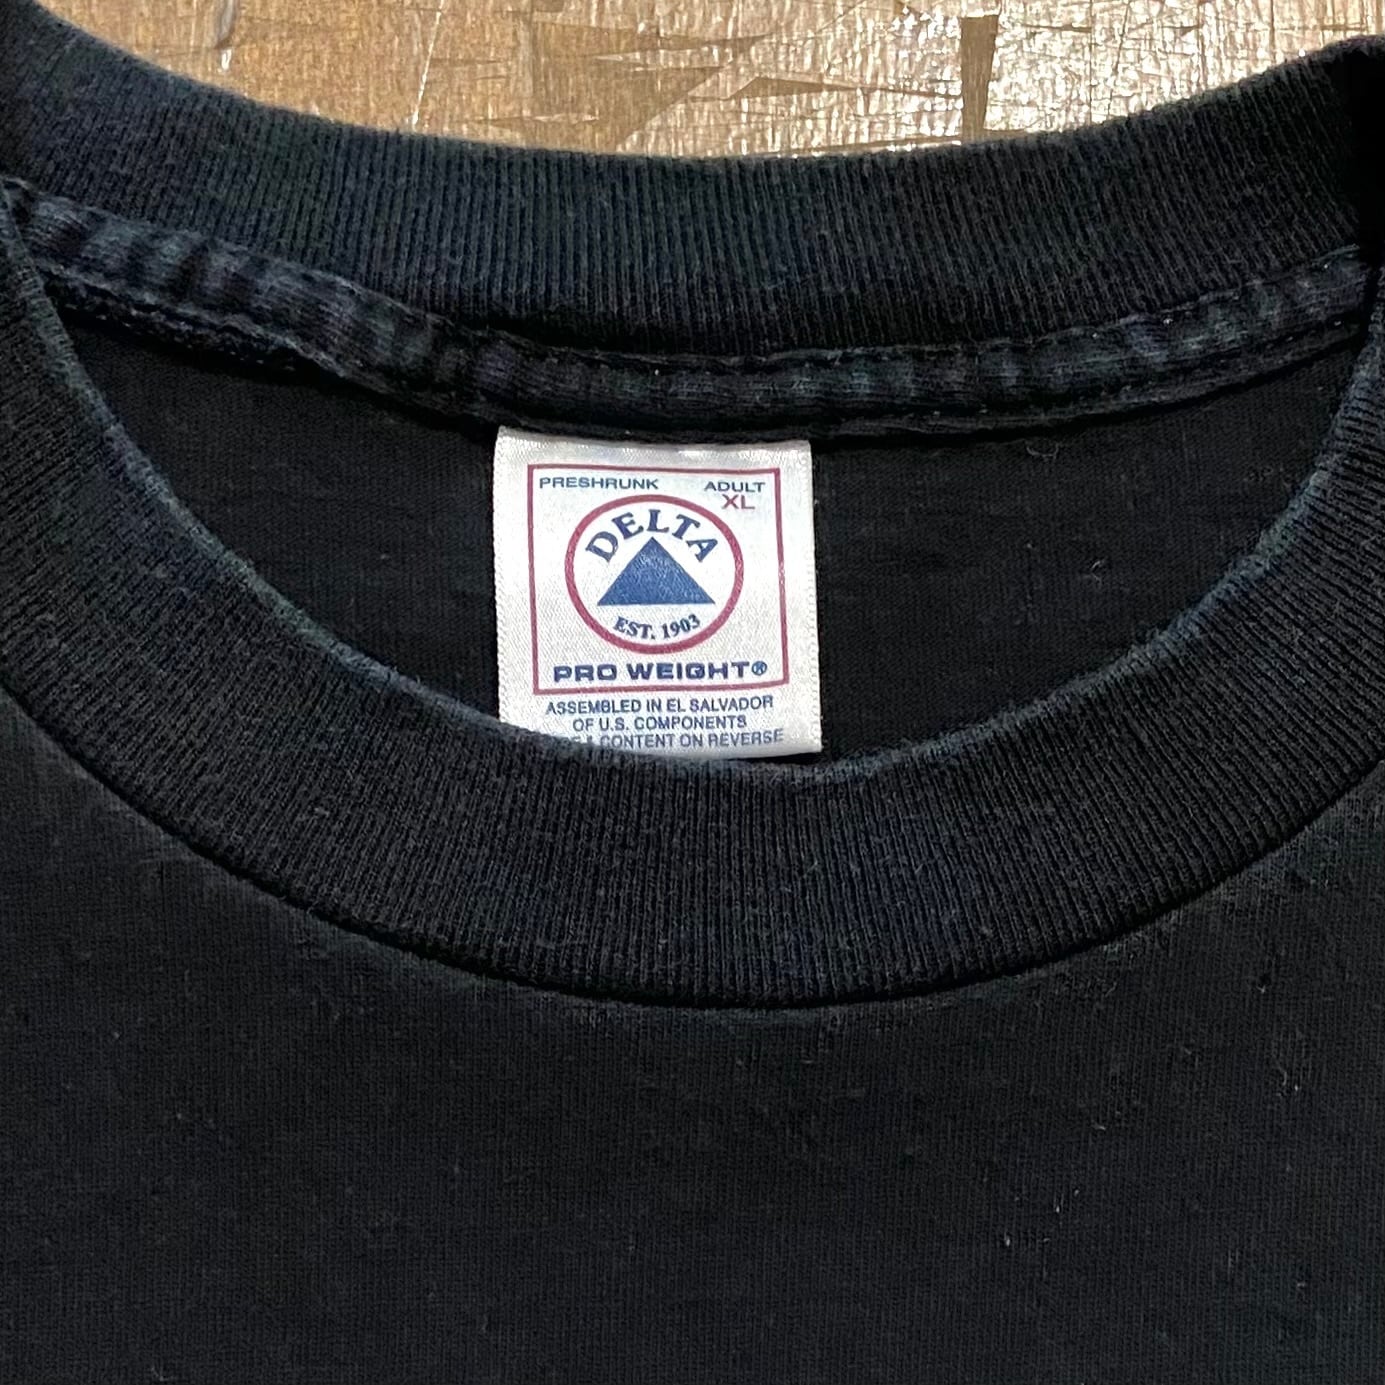 PRESHRUNK ADULT
XL
DELTA
EST. 1903
PRO WEIGHT®
ASSEMBLED IN EL SALVADOR
OF U.S. COMPONENTS
& CONTENT ON REVERSE